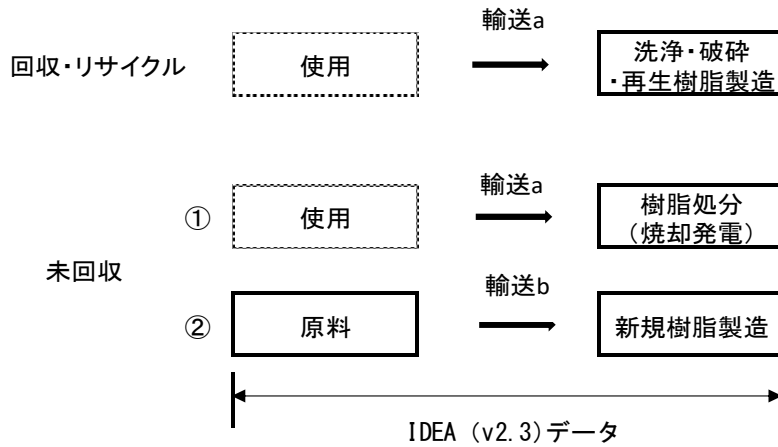 輸送a
回収・リサイクル
使用
洗浄・破砕
・再生樹脂製造
輸送a
①
使用
樹脂処分
（焼却発電）
未回収
輸送b
②
原料
新規樹脂製造
IDEA（v2.3）データ